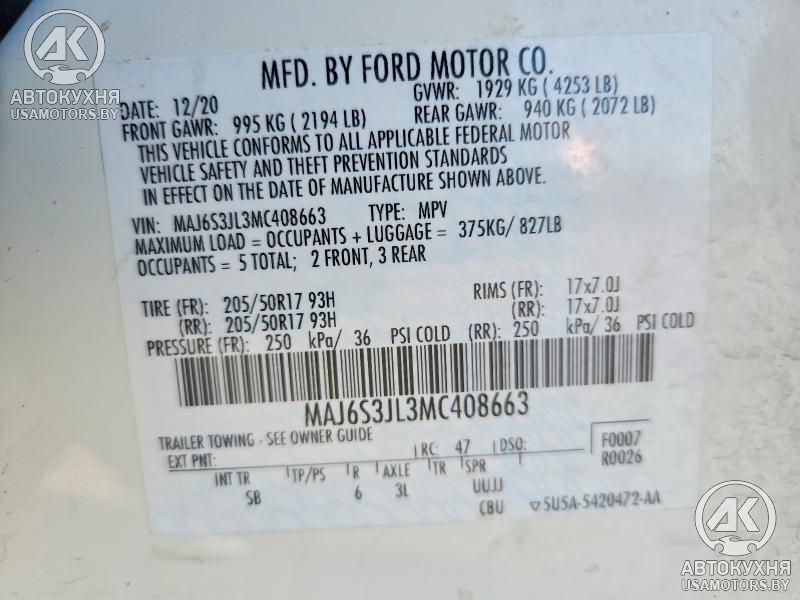 AK
АВТОКУХНЯ
USAMOTORS.BY
MFD. BY FORD MOTOR CO.
DATE: 12/20
GVWR: 1929 KG ( 4253 LB)
FRONT GAWR: 995 KG ( 2194 LB)
REAR GAWR: 940 KG ( 2072 LB)
THIS VEHICLE CONFORMS TO ALL APPLICABLE FEDERAL MOTOR
VEHICLE SAFETY AND THEFT PREVENTION STANDARDS
IN EFFECT ON THE DATE OF MANUFACTURE SHOWN ABOVE.
VIN: MAJ6S3JL3MC408663 TYPE: MPV
MAXIMUM LOAD = OCCUPANTS + LUGGAGE = 375KG/ 827LB
OCCUPANTS = 5 TOTAL; 2 FRONT, 3 REAR
TIRE (FR): 205/50R17 93H RIMS (FR): 17x7.0J
(RR): 205/50R17 93H (RR): 17x7.0J
PRESSURE (FR): 250 kPa/ 36 PSI COLD (RR): 250 kPa/ 36 PSI COLD
MAJ6S3JL3MC408663
TRAILER TOWING - SEE OWNER GUIDE
EXT PNT: RC: 47 DSO: F0007
R0026
INT TR TP/PS R AXLE TR SPR
SB 6 3L UUJJ
CBU 5U5A-5420472-AA
AK
АВТОКУХНЯ
USAMOTORS.BY